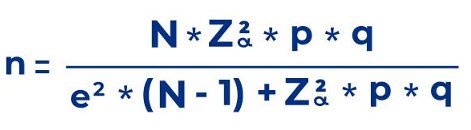 N * Z²α * p * q
n =
e² * (N - 1) + Z²α * p * q